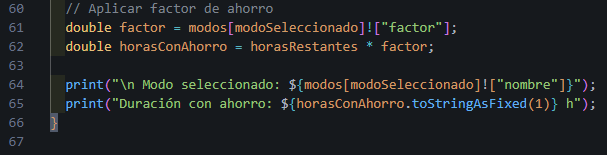 60 // Aplicar factor de ahorro
61 double factor = modos[modoSeleccionado]!["factor"];
62 double horasConAhorro = horasRestantes * factor;
63
64 print("\n Modo seleccionado: ${modos[modoSeleccionado]!["nombre"]}");
65 print("Duración con ahorro: ${horasConAhorro.toStringAsFixed(1)} h");
66 }
67